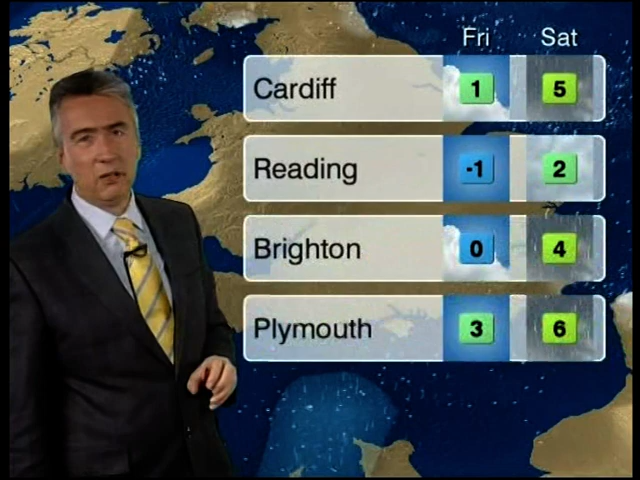 Fri Sat
Cardiff 1 5
Reading -1 2
Brighton 0 4
Plymouth 3 6